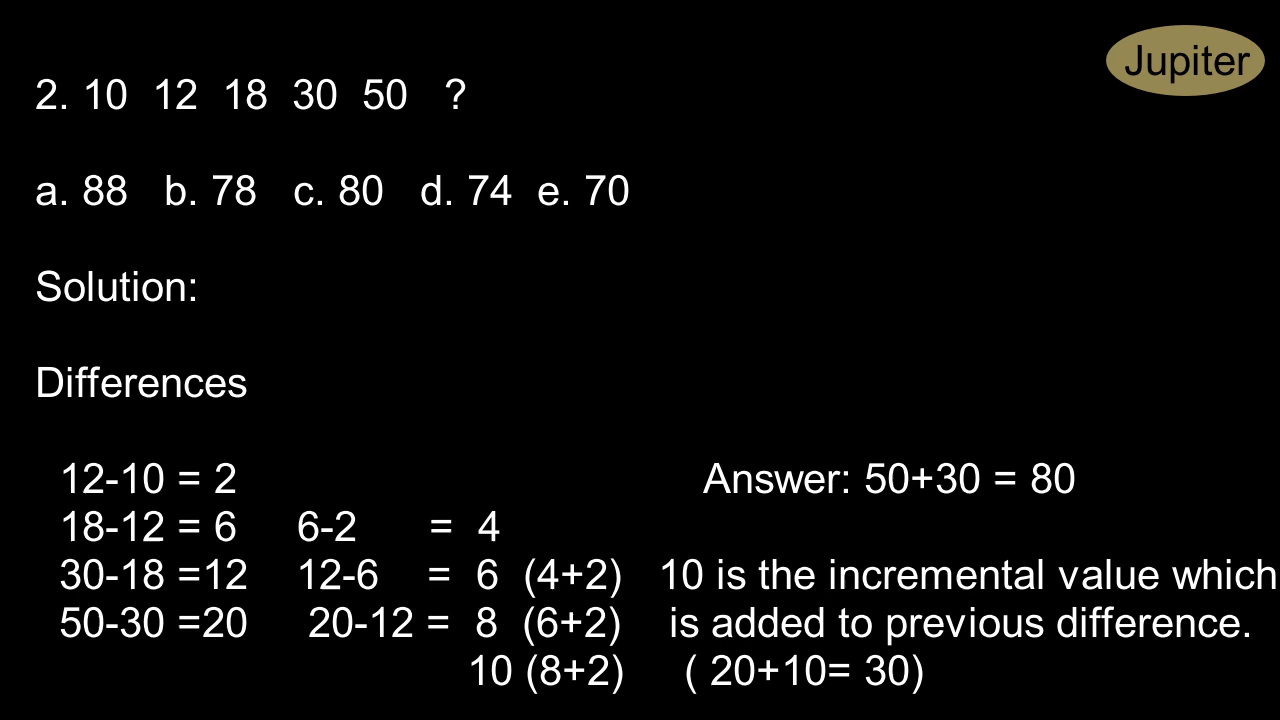 Jupiter
2. 10 12 18 30 50 ?
a. 88 b. 78 c. 80 d. 74 e. 70
Solution:
Differences
12-10 = 2 Answer: 50+30 = 80
18-12 = 6 6-2 = 4
30-18 =12 12-6 = 6 (4+2) 10 is the incremental value which
50-30 =20 20-12 = 8 (6+2) is added to previous difference.
10 (8+2) ( 20+10= 30)